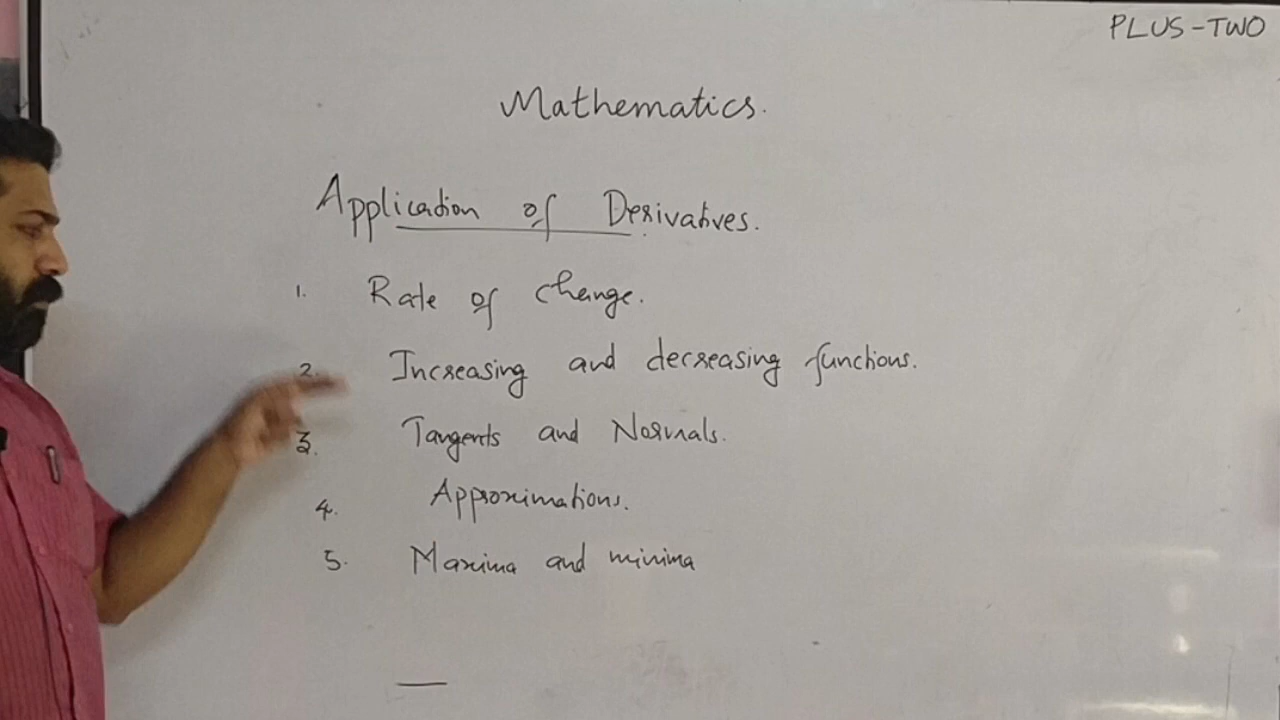 PLUS-TWO
Mathematics.
Application of Derivatives.
1. Rate of change.
2. Increasing and decreasing functions.
3. Tangents and Normals.
4. Approximations.
5. Maxima and minima